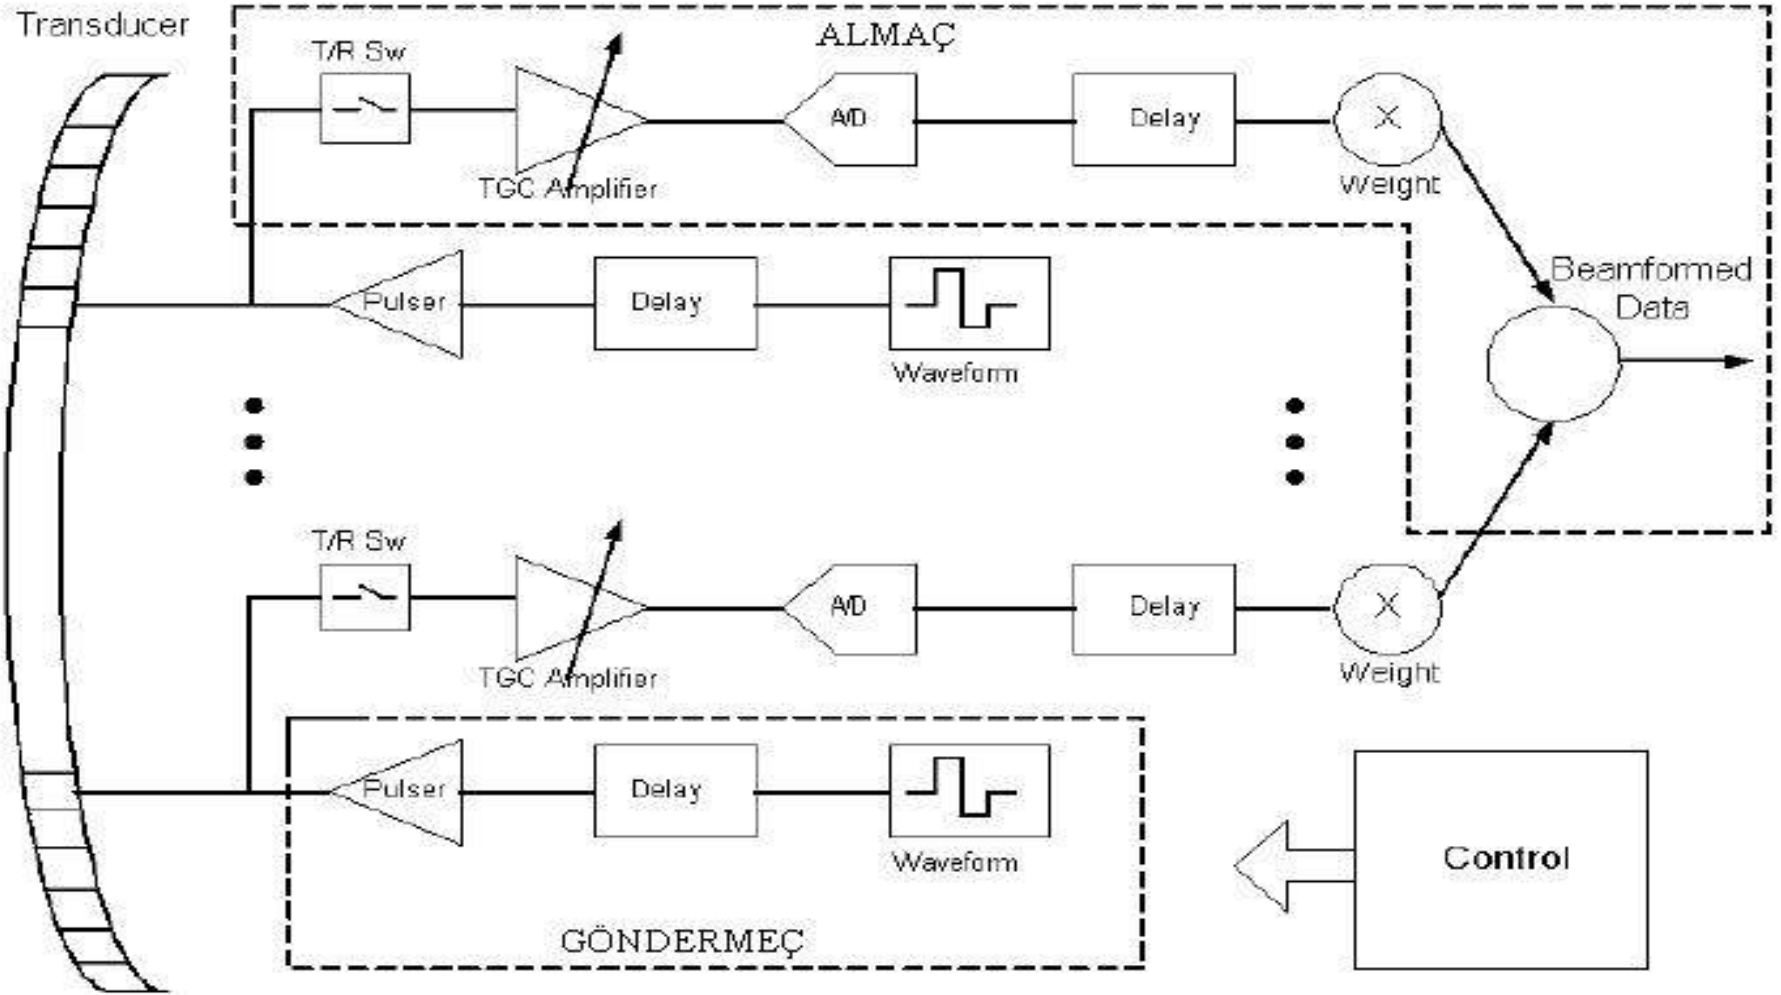 Transducer
ALMAÇ
T/R Sw
A/D
Delay
×
TGC Amplifier
Weight
Pulser
Delay
Waveform
Beamformed
Data
T/R Sw
A/D
Delay
×
TGC Amplifier
Weight
Pulser
Delay
Waveform
Control
GÖNDERMEÇ